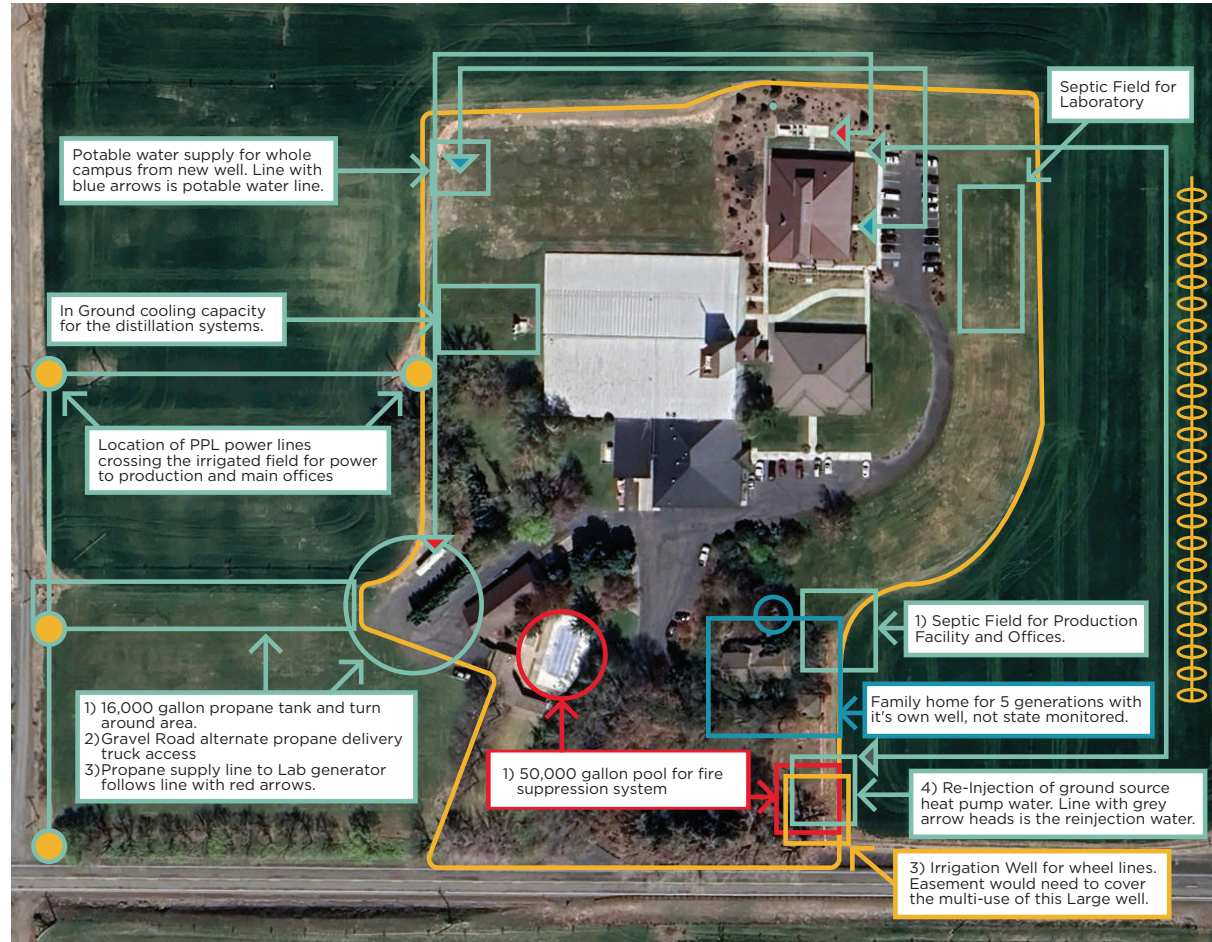 Septic Field for
Laboratory
Potable water supply for whole
campus from new well. Line with
blue arrows is potable water line.
In Ground cooling capacity
for the distillation systems.
Location of PPL power lines
crossing the irrigated field for power
to production and main offices
1) Septic Field for Production
Facility and Offices.
Family home for 5 generations with
it's own well, not state monitored.
1) 16,000 gallon propane tank and turn
around area.
2)Gravel Road alternate propane delivery
truck access
3)Propane supply line to Lab generator
follows line with red arrows.
1) 50,000 gallon pool for fire
suppression system
4) Re-Injection of ground source
heat pump water. Line with grey
arrow heads is the reinjection water.
3) Irrigation Well for wheel lines.
Easement would need to cover
the multi-use of this Large well.